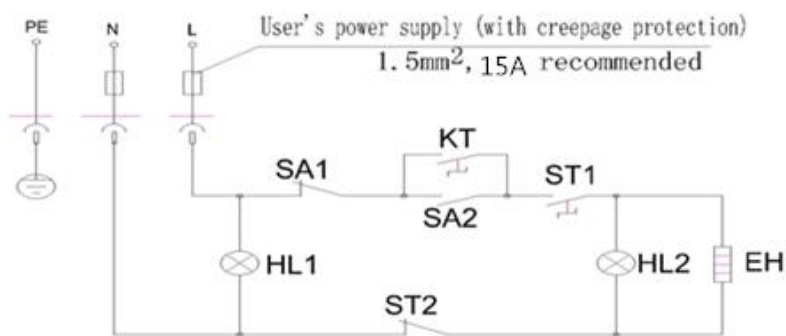 PE N L User's power supply (with creepage protection)
1.5mm², 15A recommended
KT
SA1 ST1
SA2
HL1 HL2 EH
ST2